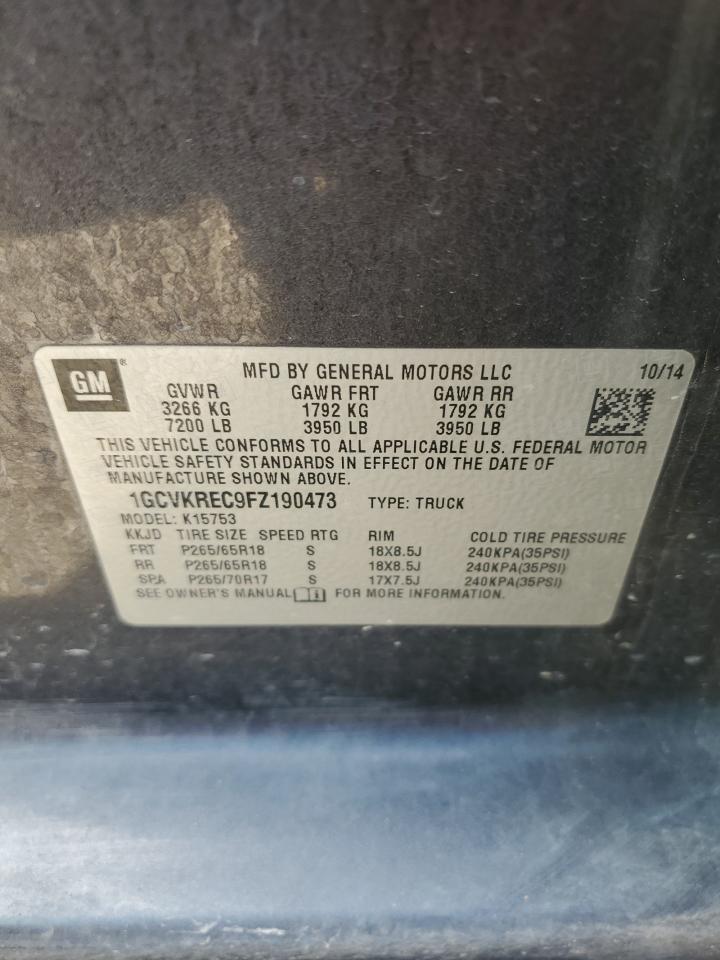 GM ®
MFD BY GENERAL MOTORS LLC 10/14
GVWR GAWR FRT GAWR RR
3266 KG 1792 KG 1792 KG
7200 LB 3950 LB 3950 LB
THIS VEHICLE CONFORMS TO ALL APPLICABLE U.S. FEDERAL MOTOR
VEHICLE SAFETY STANDARDS IN EFFECT ON THE DATE OF
MANUFACTURE SHOWN ABOVE.
1GCVKREC9FZ190473 TYPE: TRUCK
MODEL: K15753
KKJD TIRE SIZE SPEED RTG RIM COLD TIRE PRESSURE
FRT P265/65R18 S 18X8.5J 240KPA(35PSI)
RR P265/65R18 S 18X8.5J 240KPA(35PSI)
SPA P265/70R17 S 17X7.5J 240KPA(35PSI)
SEE OWNER'S MANUAL FOR MORE INFORMATION.